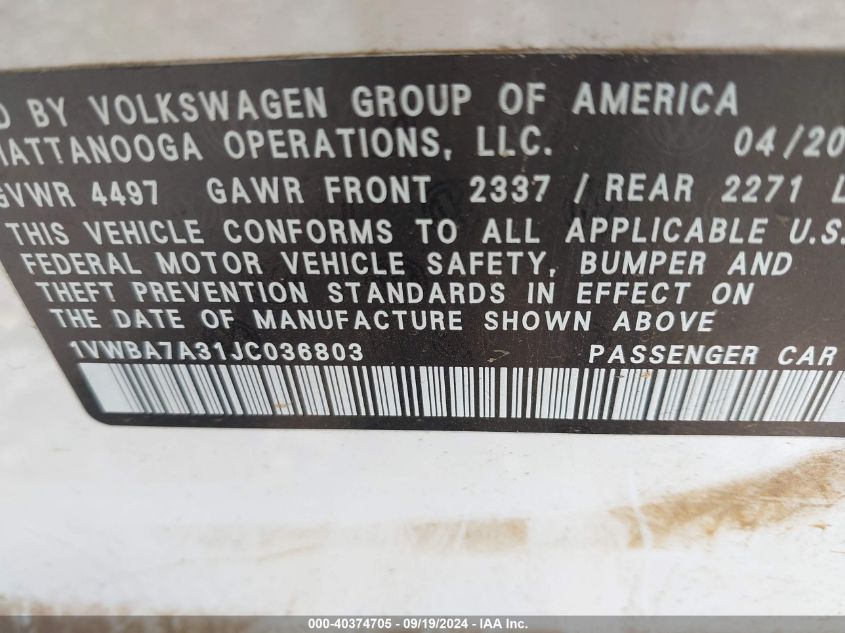 D BY VOLKSWAGEN GROUP OF AMERICA
HATTANOOGA OPERATIONS, LLC. 04/20
GVWR 4497 GAWR FRONT 2337 / REAR 2271 L
THIS VEHICLE CONFORMS TO ALL APPLICABLE U.S.
FEDERAL MOTOR VEHICLE SAFETY, BUMPER AND
THEFT PREVENTION STANDARDS IN EFFECT ON
THE DATE OF MANUFACTURE SHOWN ABOVE
1VWBA7A31JC036803 PASSENGER CAR
000-40374705 - 09/19/2024 - IAA Inc.